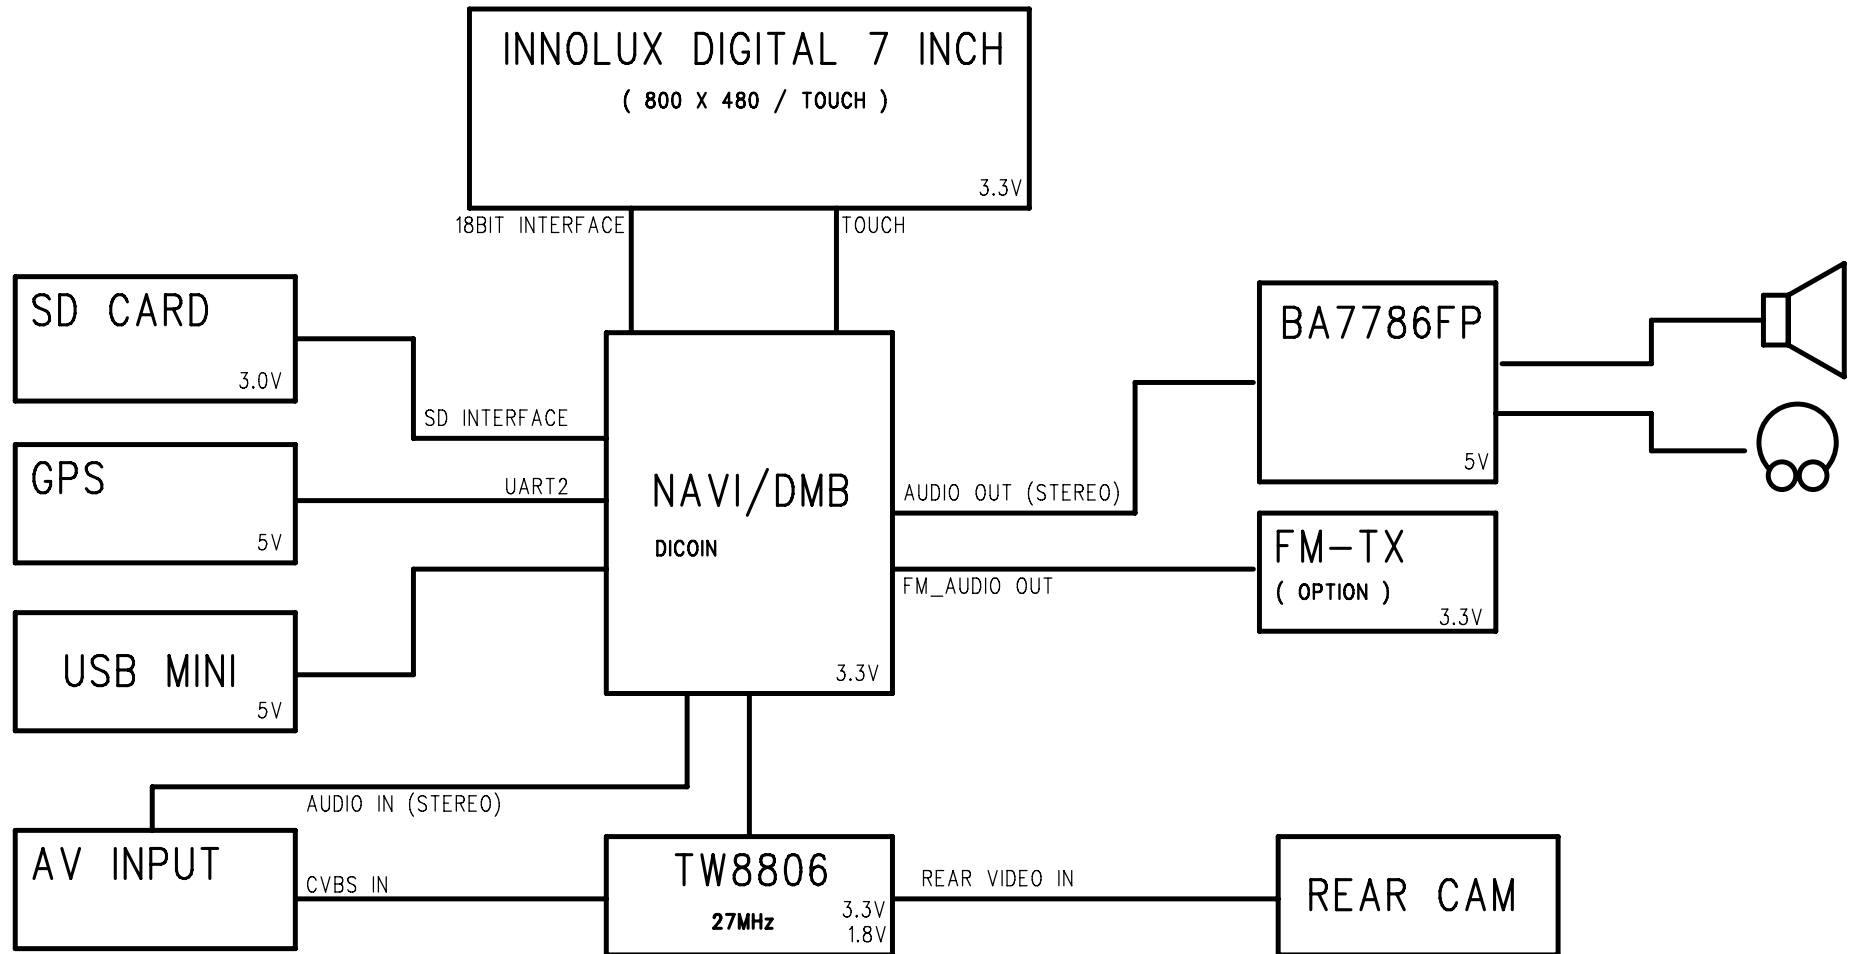 INNOLUX DIGITAL 7 INCH
( 800 X 480 / TOUCH )
3.3V
18BIT INTERFACE
TOUCH
SD CARD
3.0V
SD INTERFACE
GPS
5V
UART2
USB MINI
5V
NAVI/DMB
DICOIN
3.3V
AUDIO OUT (STEREO)
FM_AUDIO OUT
BA7786FP
5V
FM-TX
( OPTION )
3.3V
AUDIO IN (STEREO)
AV INPUT
CVBS IN
TW8806
27MHz
3.3V
1.8V
REAR VIDEO IN
REAR CAM